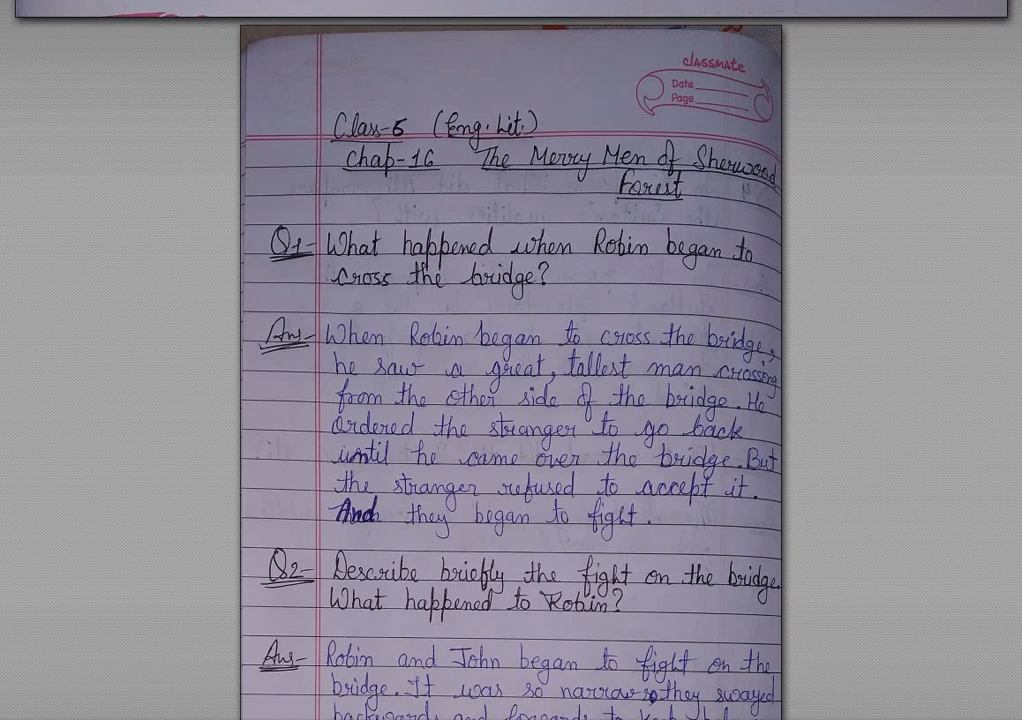 classmate
Date
Page
Class-5 (Eng. Lit.)
Chap-16 The Merry Men of Sherwood
Forest
Q1- What happened when Robin began to
cross the bridge?
Ans- When Robin began to cross the bridge,
he saw a great, tallest man crossing
from the other side of the bridge. He
ordered the stranger to go back
until he came over the bridge. But
the stranger refused to accept it.
And they began to fight.
Q2- Describe briefly the fight on the bridge.
What happened to Robin?
Ans- Robin and John began to fight on the
bridge. It was so narrow, they swayed
backwards and forwards to